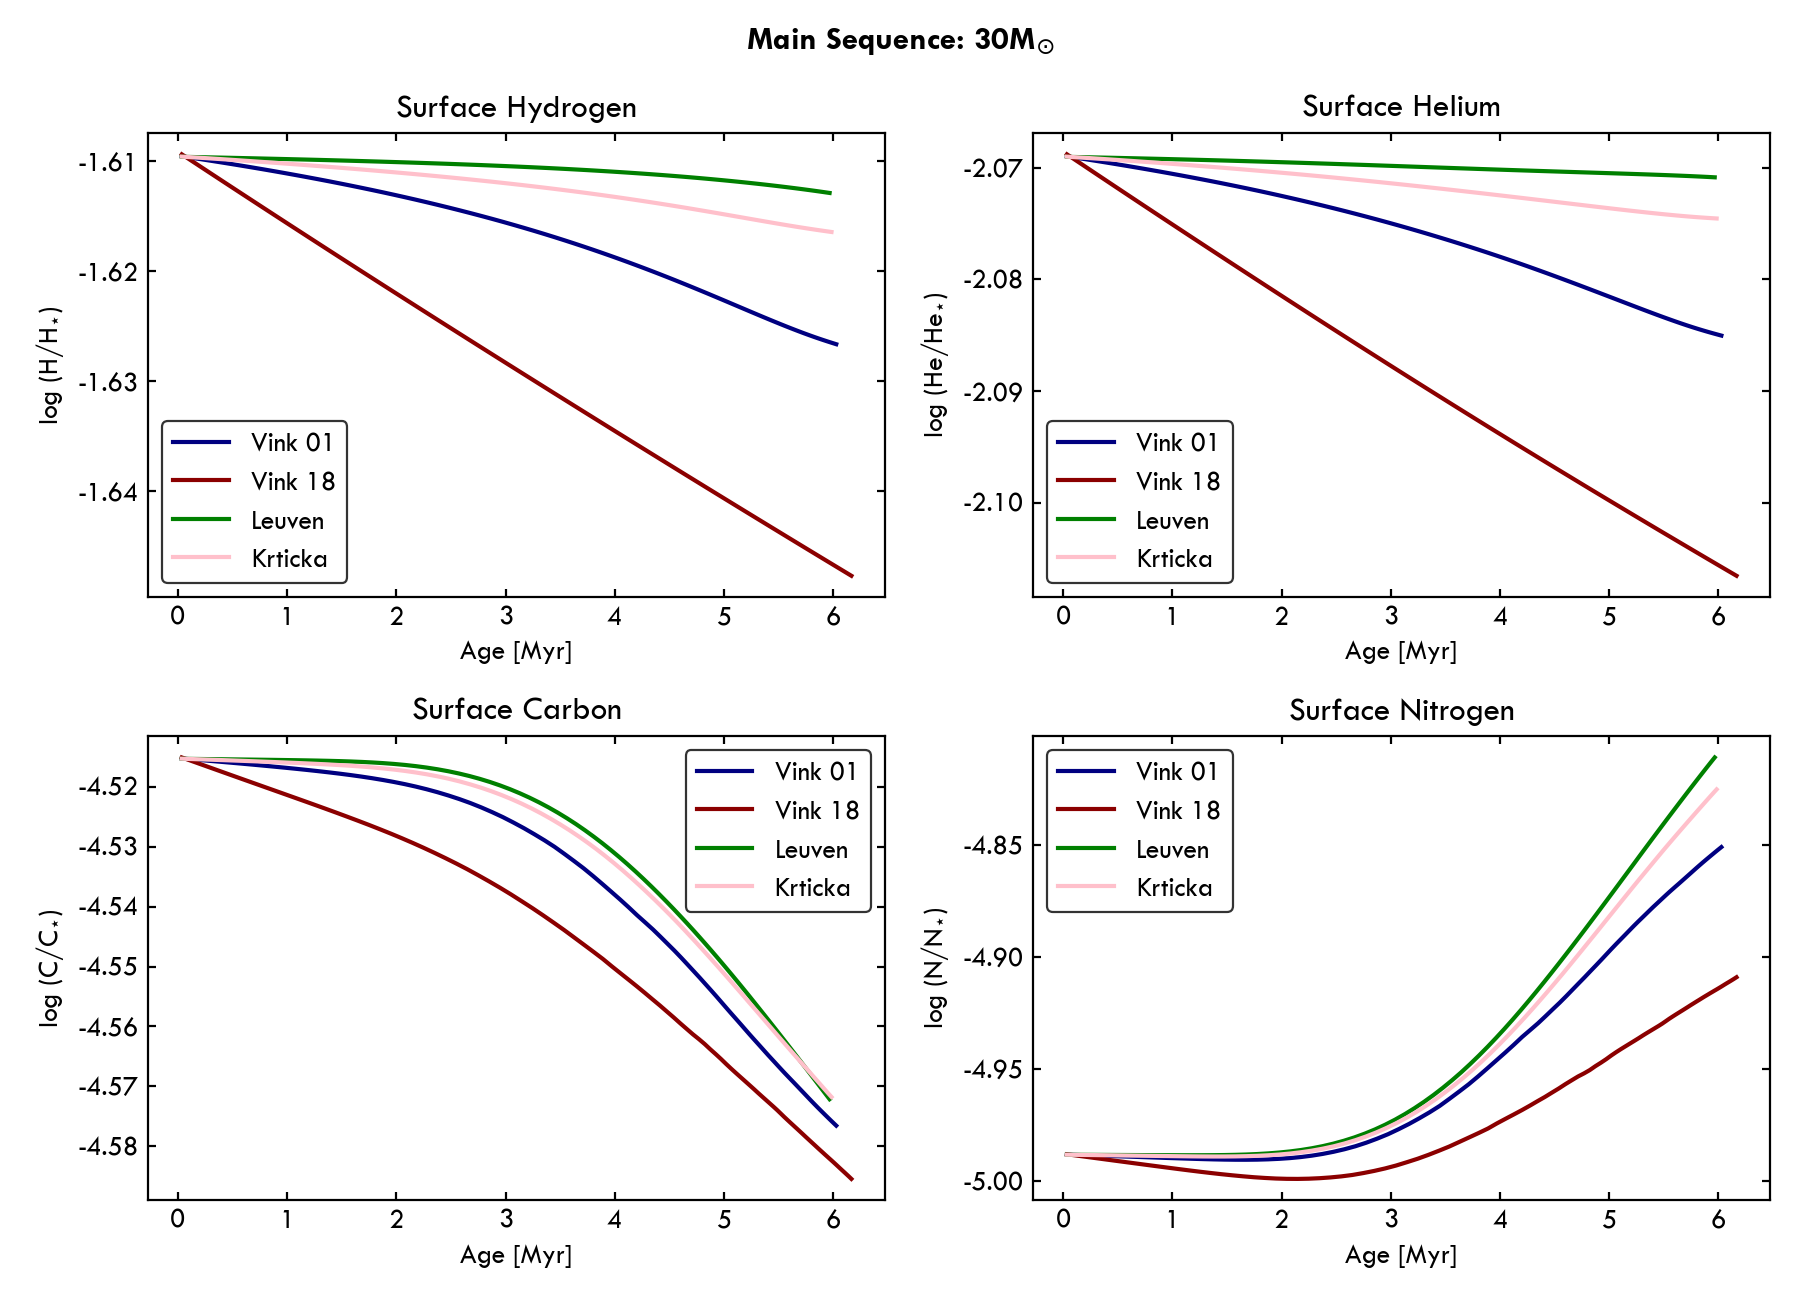 Main Sequence: 30M☉
Surface Hydrogen
-1.61
-1.62
-1.63
-1.64
log (H/H⋆)
Vink 01
Vink 18
Leuven
Krticka
0 1 2 3 4 5 6
Age [Myr]
Surface Helium
-2.07
-2.08
-2.09
-2.10
log (He/He⋆)
Vink 01
Vink 18
Leuven
Krticka
0 1 2 3 4 5 6
Age [Myr]
Surface Carbon
-4.52
-4.53
-4.54
-4.55
-4.56
-4.57
-4.58
log (C/C⋆)
Vink 01
Vink 18
Leuven
Krticka
0 1 2 3 4 5 6
Age [Myr]
Surface Nitrogen
-4.85
-4.90
-4.95
-5.00
log (N/N⋆)
Vink 01
Vink 18
Leuven
Krticka
0 1 2 3 4 5 6
Age [Myr]